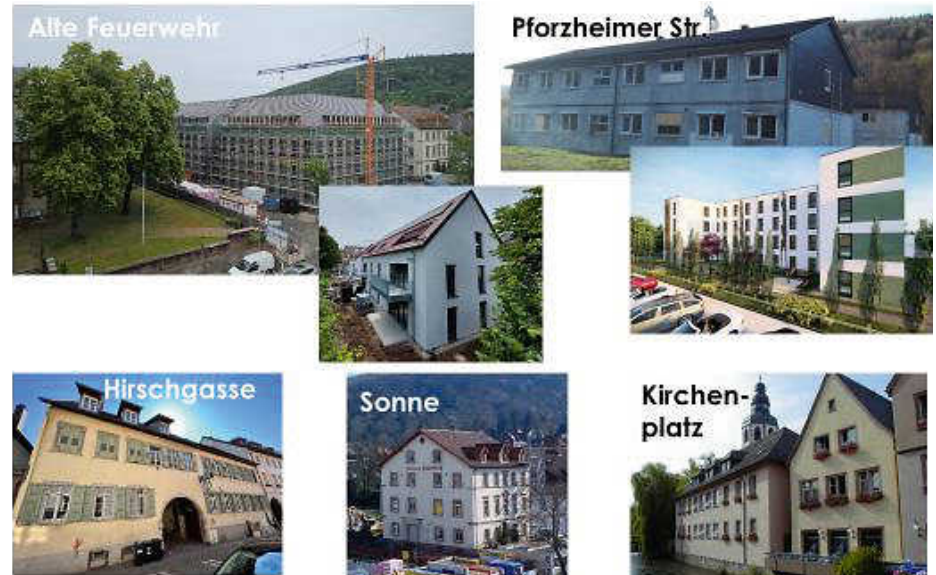 Alte Feuerwehr
Pforzheimer Str.
Hirschgasse
Sonne
Kirchen-
platz